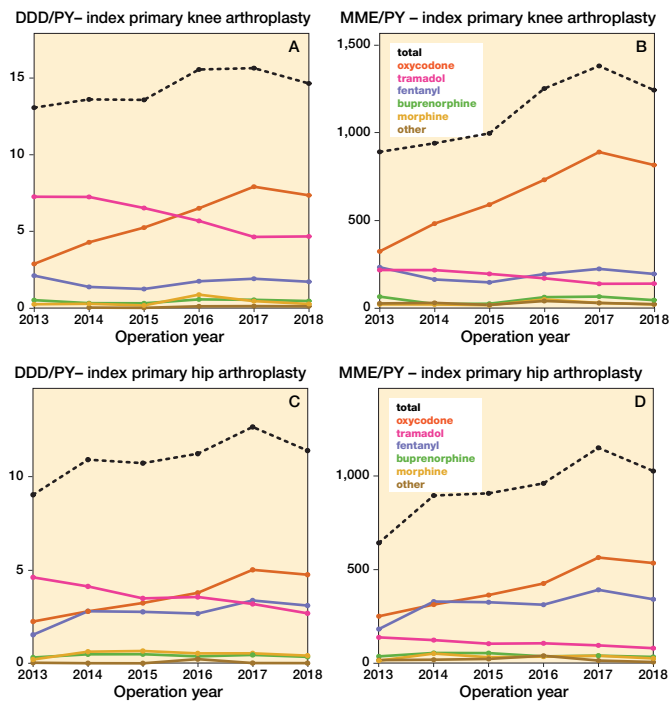 DDD/PY– index primary knee arthroplasty
A
15
10
5
0
2013 2014 2015 2016 2017 2018
Operation year
MME/PY – index primary knee arthroplasty
B
1,500
1,000
500
0
total
oxycodone
tramadol
fentanyl
buprenorphine
morphine
other
2013 2014 2015 2016 2017 2018
Operation year
DDD/PY– index primary hip arthroplasty
C
10
5
0
2013 2014 2015 2016 2017 2018
Operation year
MME/PY – index primary hip arthroplasty
D
1,000
500
0
total
oxycodone
tramadol
fentanyl
buprenorphine
morphine
other
2013 2014 2015 2016 2017 2018
Operation year